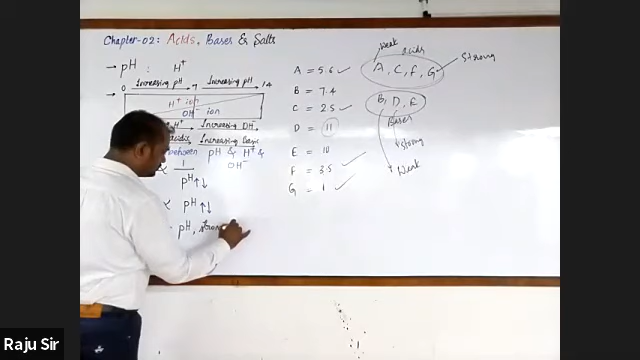 Chapter-02: Acids, Bases & Salts
→ pH : H⁺
→ 0 Increasing pH 7 Increasing pH 14
H⁺ ion
OH⁻ ion
H⁺ Increasing OH⁻
acidic Increasing basic
between pH & H⁺ &
OH⁻
∝ 1
pH ↑↓
∝ pH ↑↓
pH,
A = 5.6 ✓
B = 7.4
C = 2.5 ✓
D = 11
E = 10
F = 3.5 ✓
G = 1 ✓
Weak acids Strong
A, C, F, G
B, D, E
Bases
strong
Weak
Raju Sir